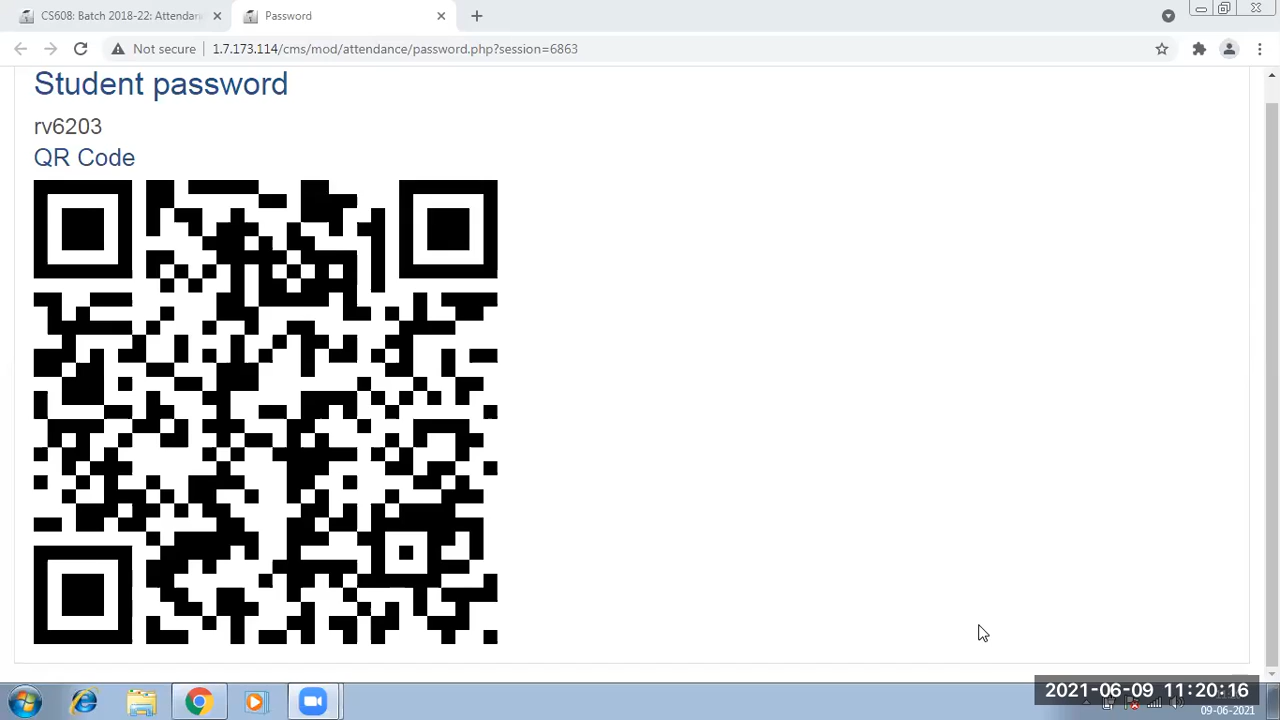 CS608: Batch 2018-22: Attendan
Password
Not secure
1.7.173.114/cms/mod/attendance/password.php?session=6863
Student password
rv6203
QR Code
2021-06-09 11:20:16
09-06-2021